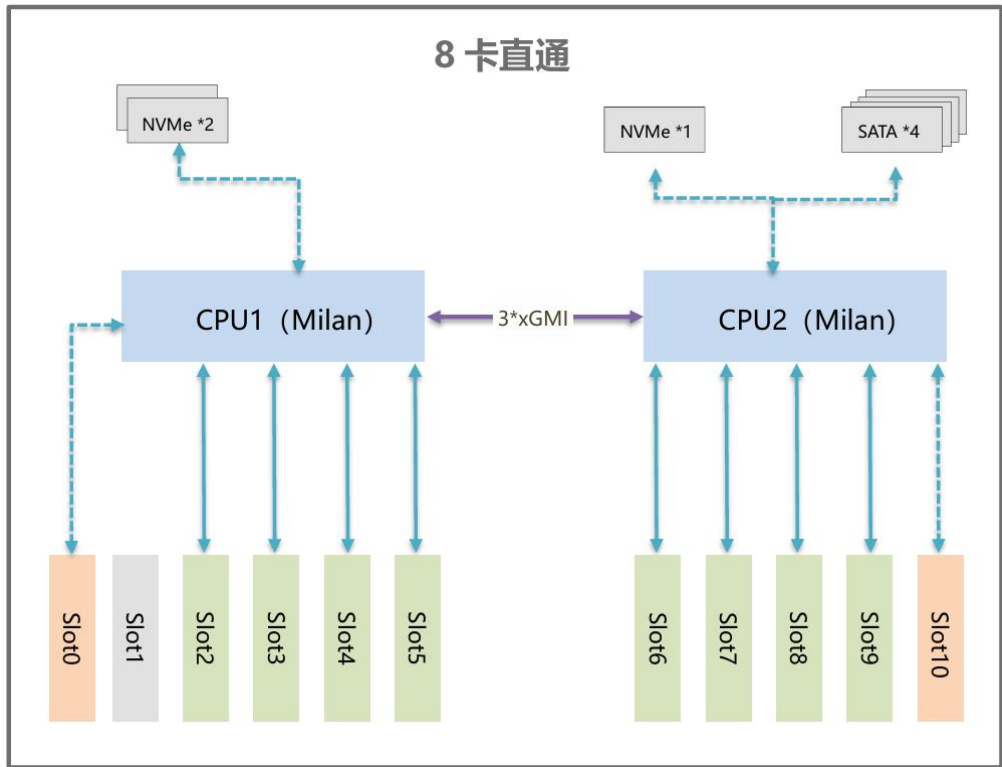 8 卡直通
NVMe *2
NVMe *1
SATA *4
CPU1（Milan）
3*xGMI
CPU2（Milan）
Slot0
Slot1
Slot2
Slot3
Slot4
Slot5
Slot6
Slot7
Slot8
Slot9
Slot10